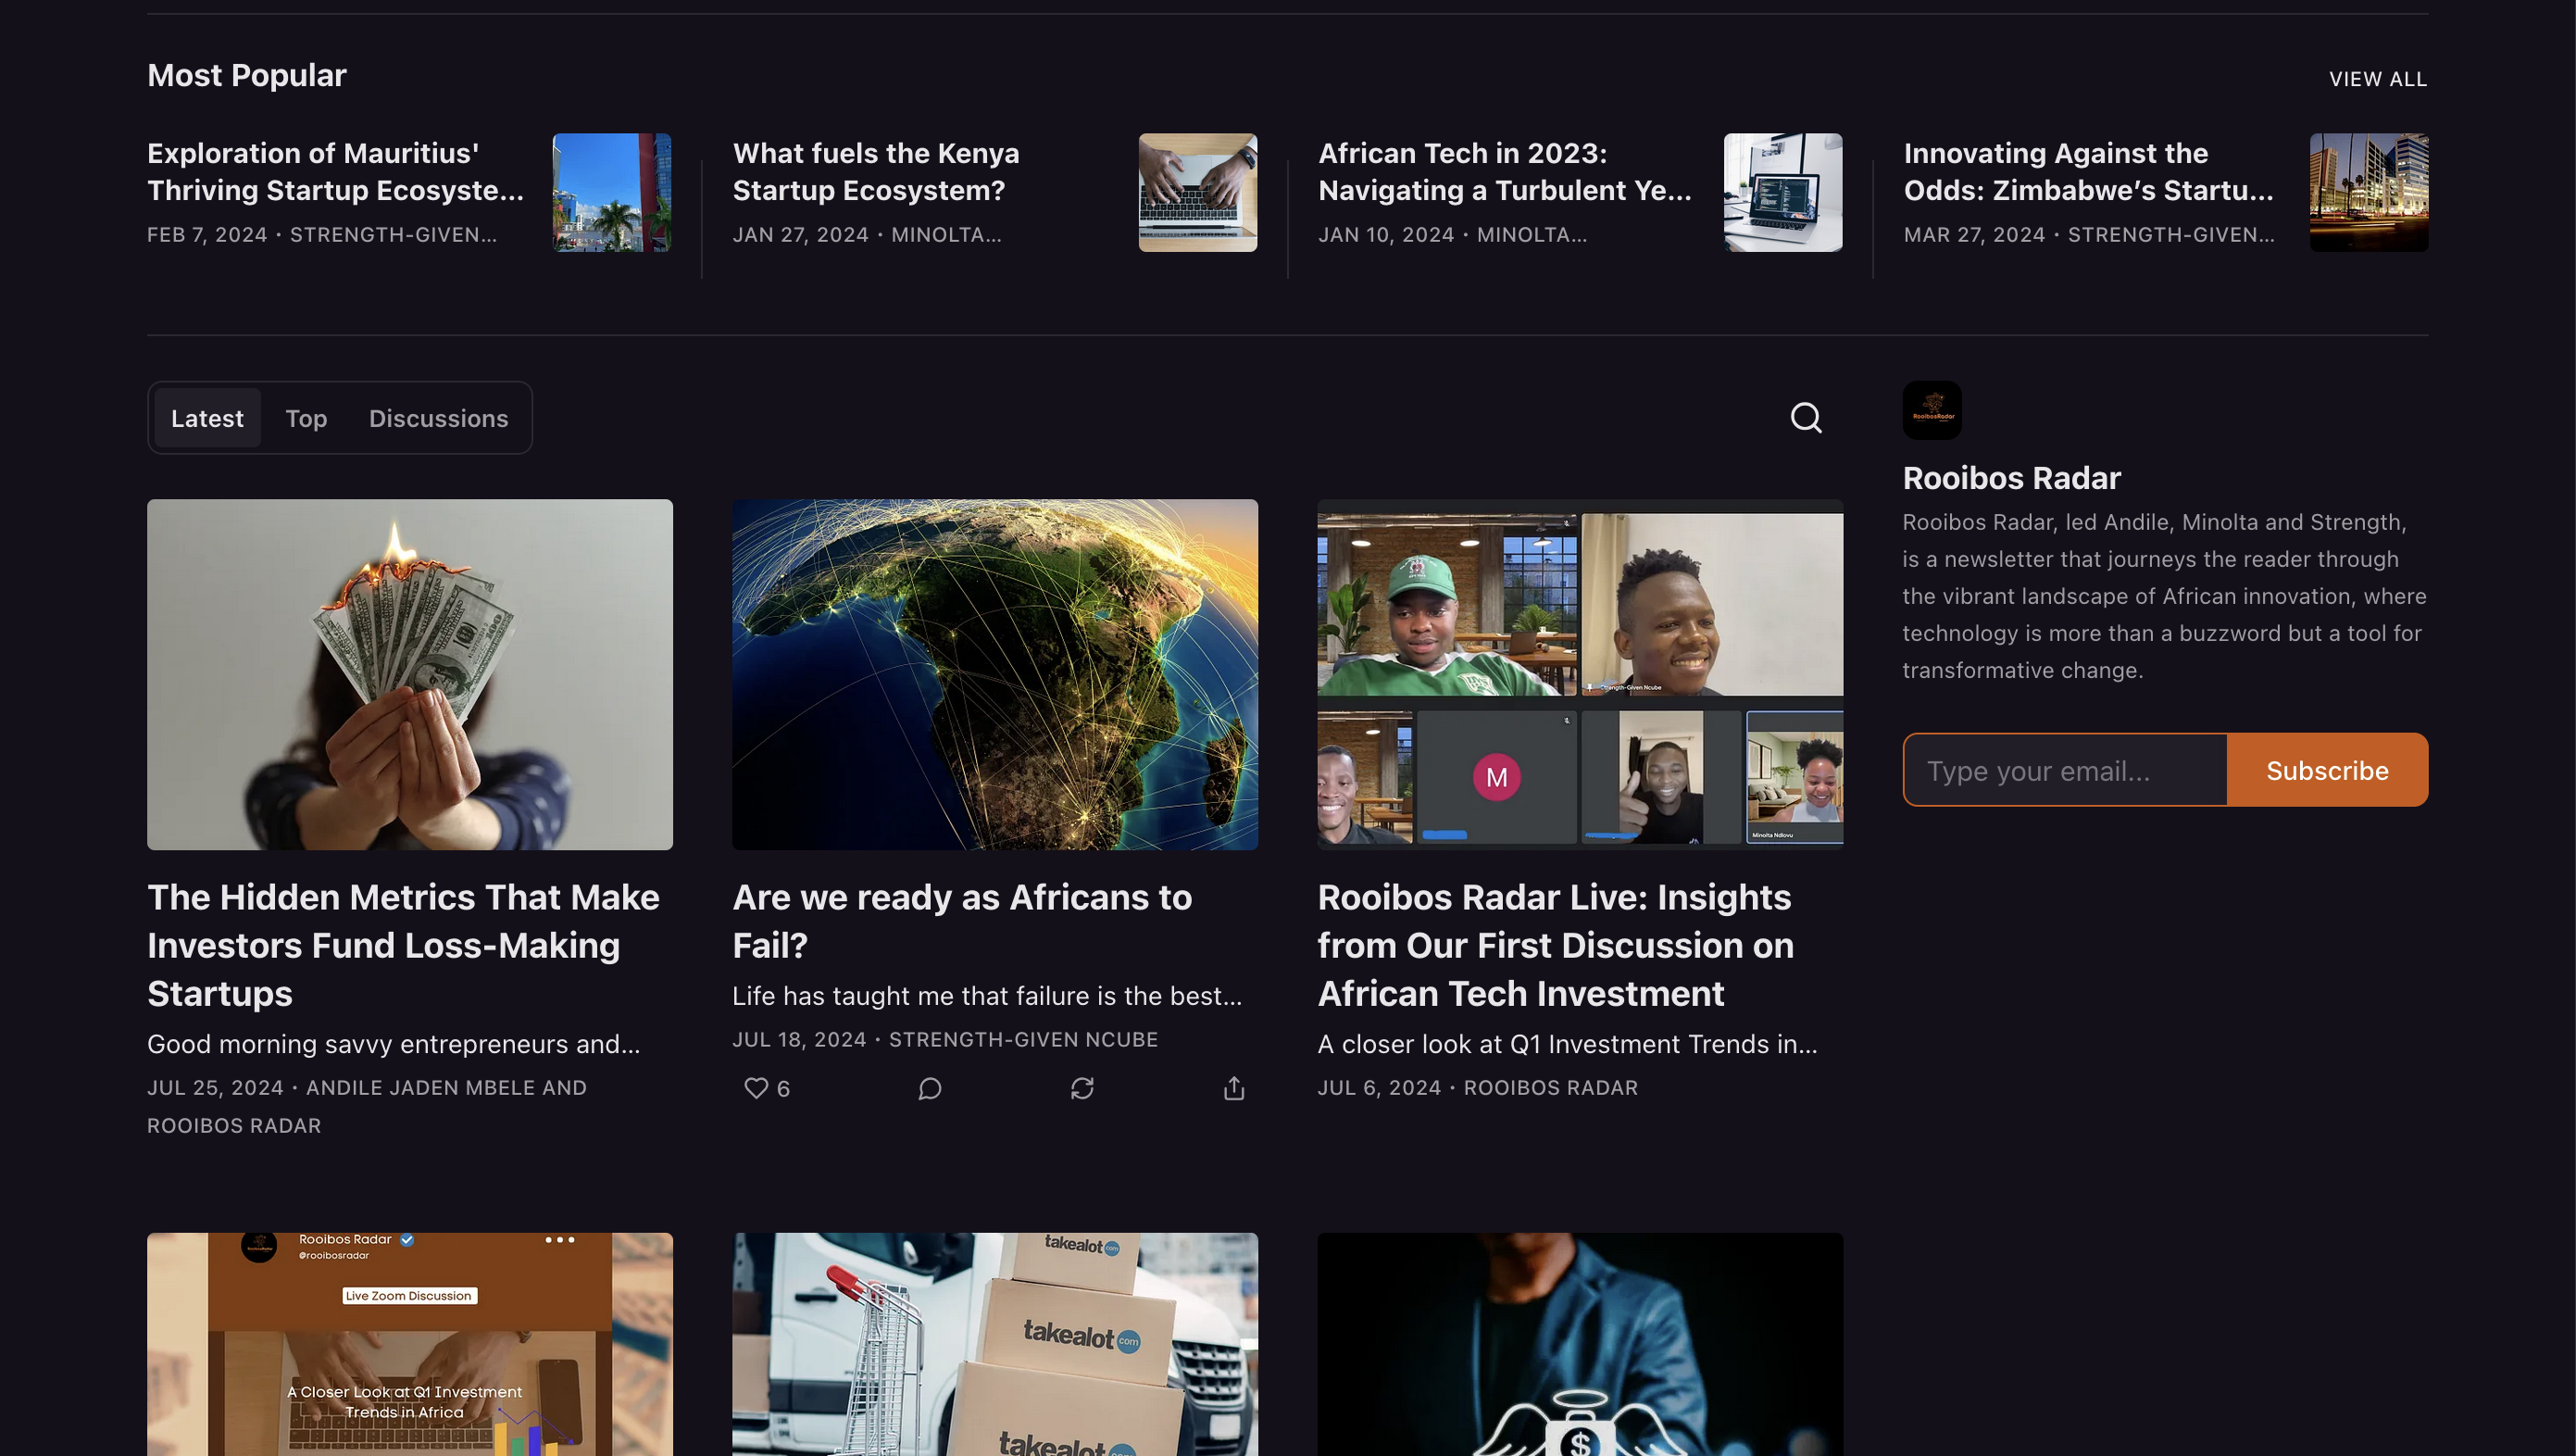 Most Popular
VIEW ALL
Exploration of Mauritius'
Thriving Startup Ecosyste...
FEB 7, 2024 • STRENGTH-GIVEN...
What fuels the Kenya
Startup Ecosystem?
JAN 27, 2024 • MINOLTA...
African Tech in 2023:
Navigating a Turbulent Ye...
JAN 10, 2024 • MINOLTA...
Innovating Against the
Odds: Zimbabwe’s Startu...
MAR 27, 2024 • STRENGTH-GIVEN...
Latest
Top
Discussions
RooibosRadar
Rooibos Radar
Rooibos Radar, led Andile, Minolta and Strength,
is a newsletter that journeys the reader through
the vibrant landscape of African innovation, where
technology is more than a buzzword but a tool for
transformative change.
Type your email...
Subscribe
100
Strength-Given Ncube
M
Minolta Ndlovu
The Hidden Metrics That Make
Investors Fund Loss-Making
Startups
Good morning savvy entrepreneurs and...
JUL 25, 2024 • ANDILE JADEN MBELE AND
ROOIBOS RADAR
Are we ready as Africans to
Fail?
Life has taught me that failure is the best...
JUL 18, 2024 • STRENGTH-GIVEN NCUBE
6
Rooibos Radar Live: Insights
from Our First Discussion on
African Tech Investment
A closer look at Q1 Investment Trends in...
JUL 6, 2024 • ROOIBOS RADAR
Rooibos Radar
@rooibosradar
Live Zoom Discussion
A Closer Look at Q1 Investment
Trends in Africa
takealot com
takealot com
takealot
$